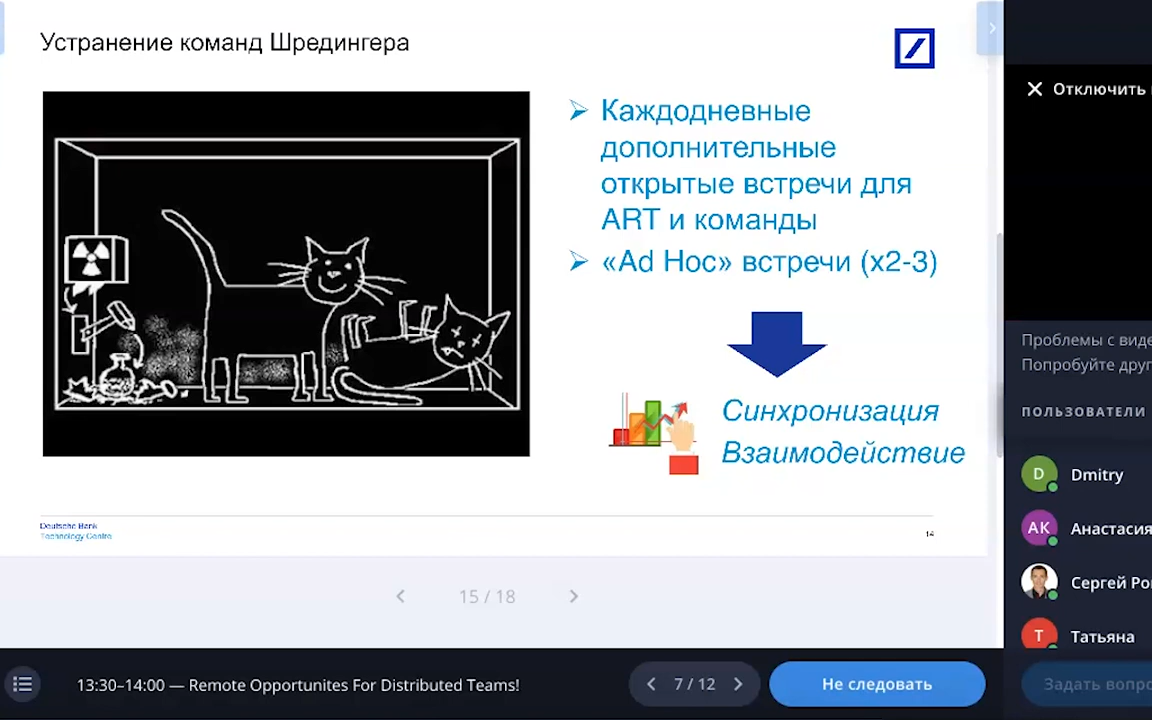 Устранение команд Шредингера
Каждодневные
дополнительные
открытые встречи для
ART и команды
«Ad Hoc» встречи (x2-3)
Синхронизация
Взаимодействие
Deutsche Bank
Technology Centre
14
15 / 18
13:30–14:00 — Remote Opportunites For Distributed Teams!
7 / 12
Не следовать
Отключить
Проблемы с виде
Попробуйте друг
ПОЛЬЗОВАТЕЛИ
D
Dmitry
АК
Анастасия
Сергей Ро
Т
Татьяна
Задать вопро